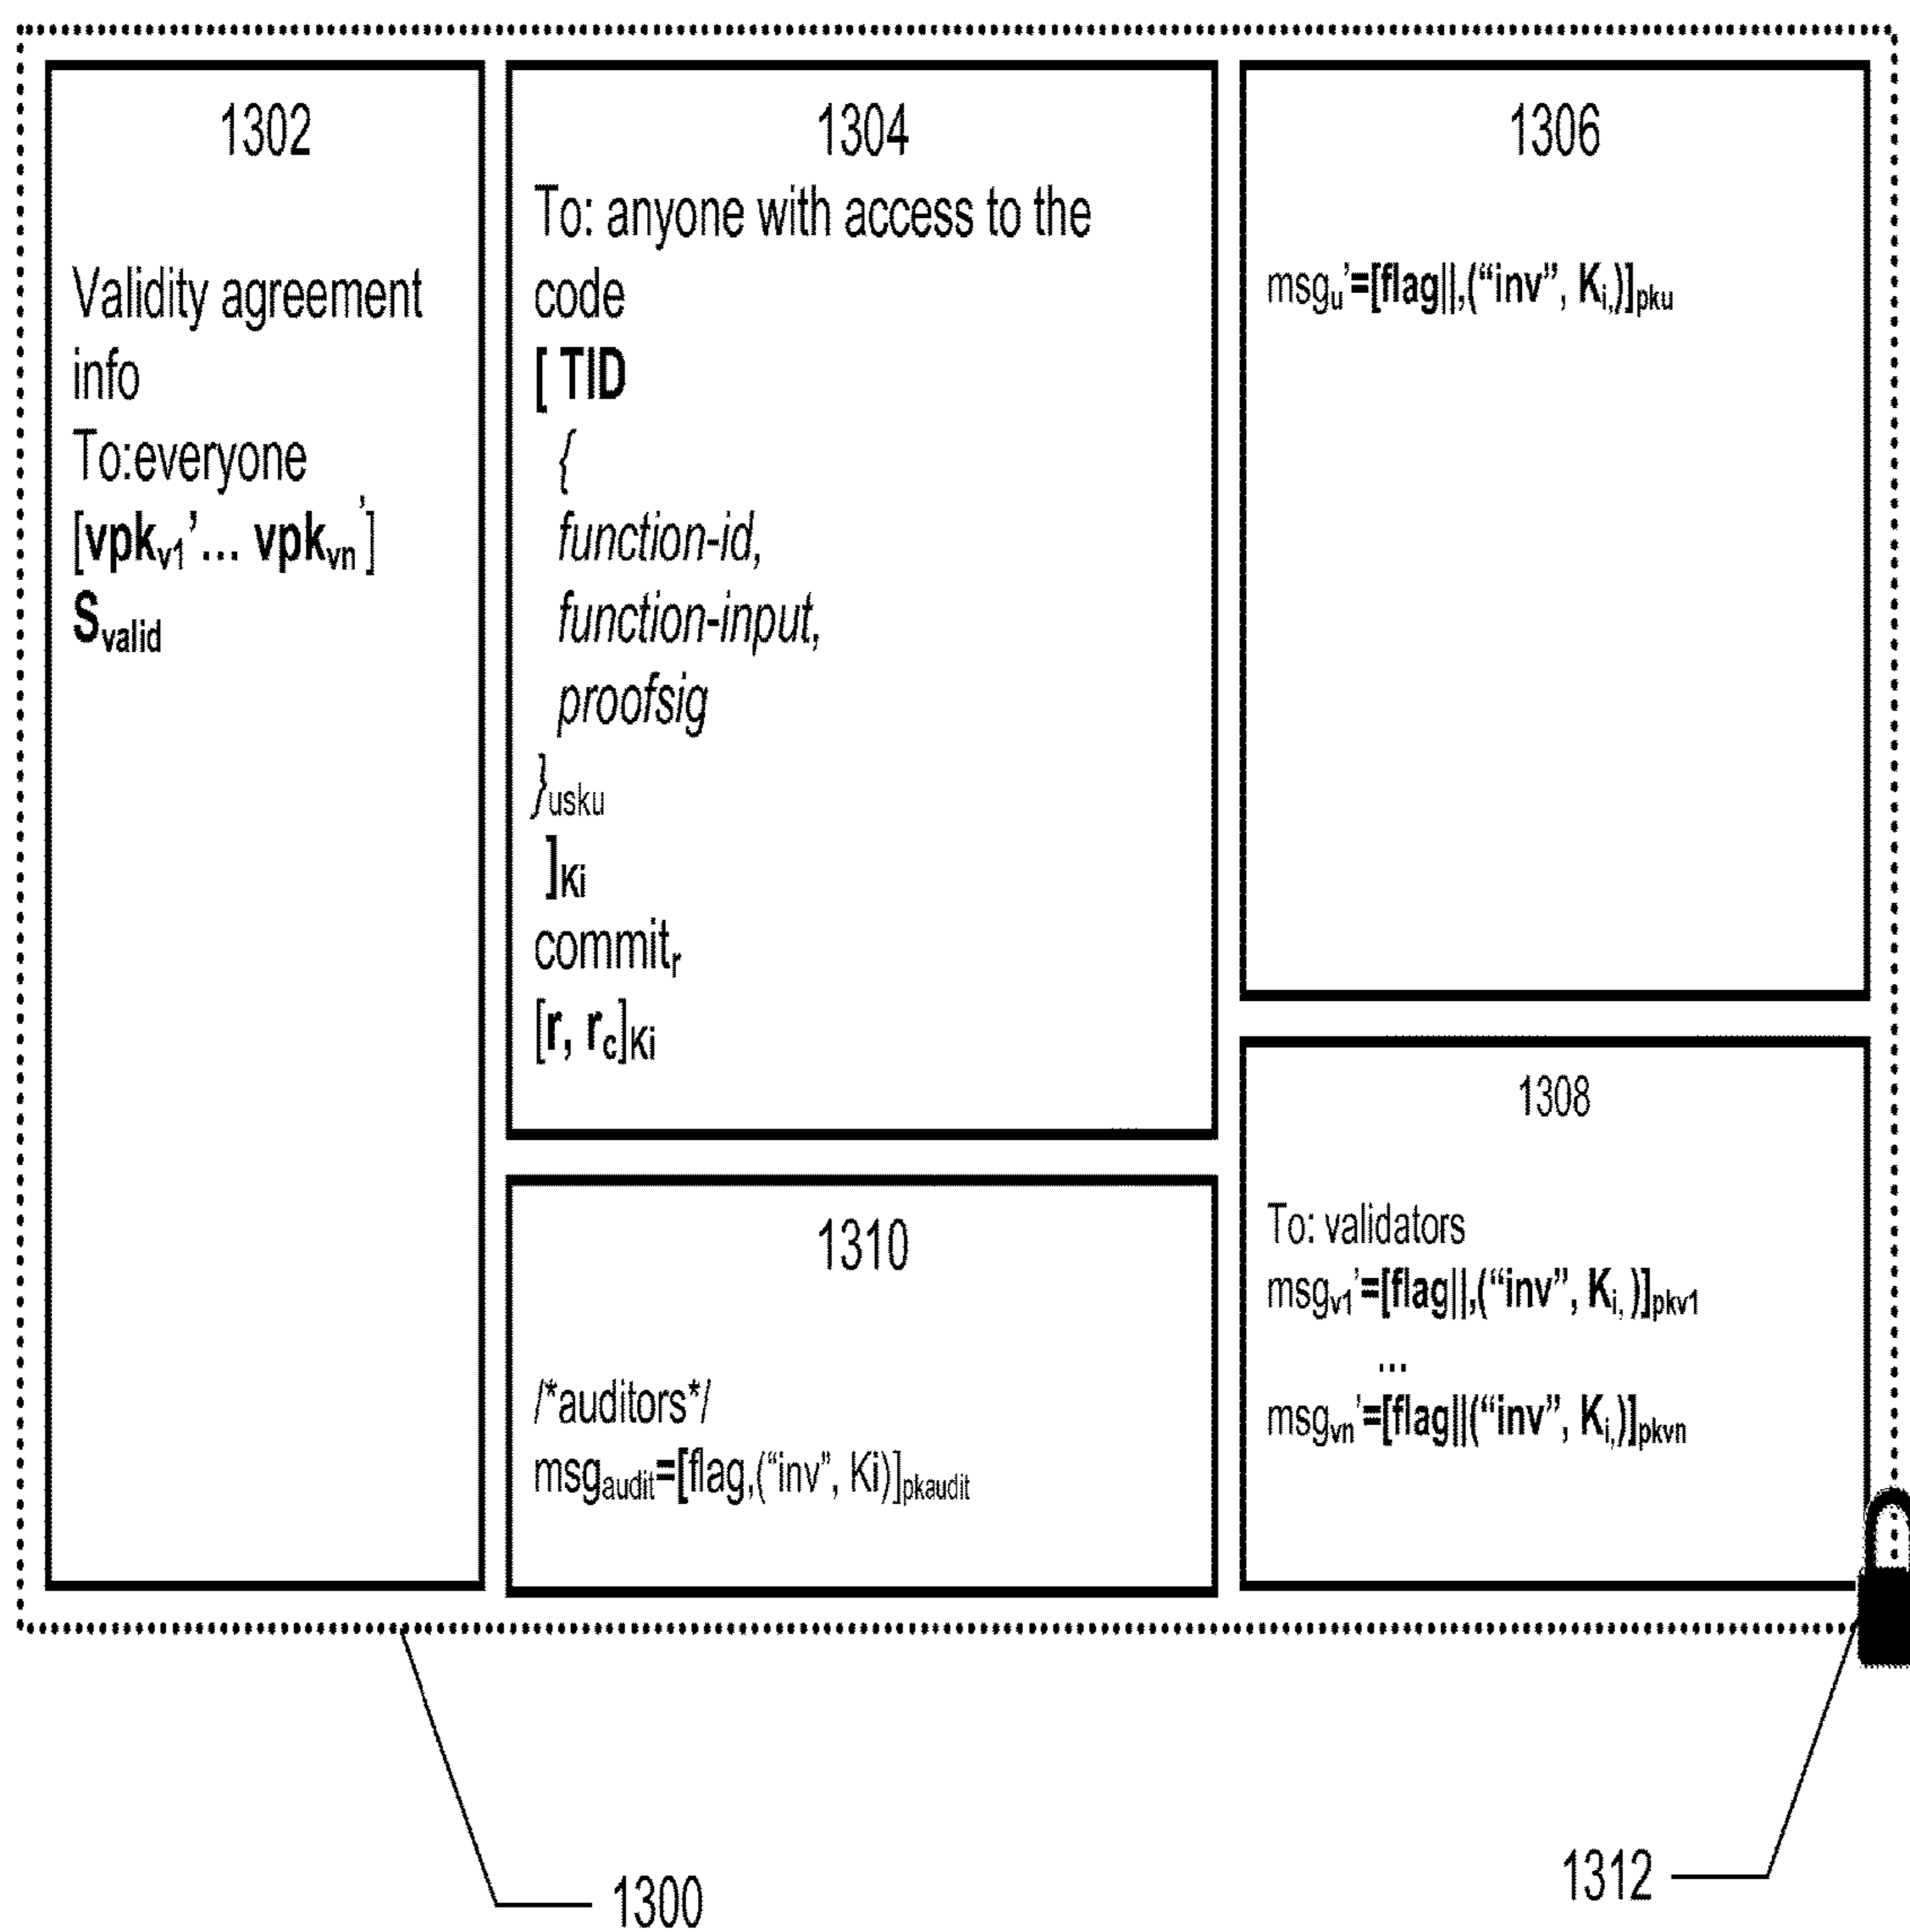 1302
Validity agreement
info
To:everyone
[vpkv1'... vpkvn']
Svalid
1304
To: anyone with access to the
code
[ TID
{
function-id,
function-input,
proofsig
}usku
]Ki
commitr
[r, rc]Ki
1306
msgu'=[flag||,("inv", Ki,)]pku
1310
/*auditors*/
msgaudit=[flag,("inv", Ki)]pkaudit
1308
To: validators
msgv1'=[flag||,("inv", Ki, )]pkv1
...
msgvn'=[flag||("inv", Ki,)]pkvn
1300
1312